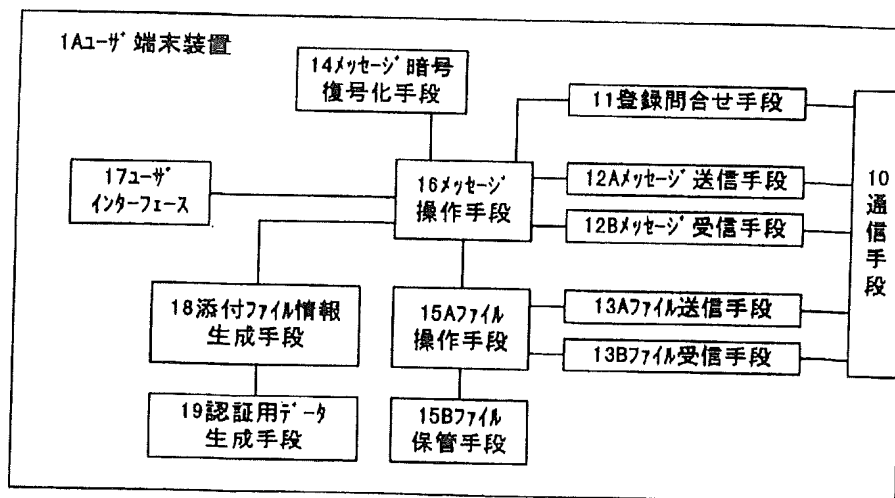 1Aﾕｰｻﾞ端末装置
14ﾒｯｾｰｼﾞ暗号
復号化手段
11登録問合せ手段
17ﾕｰｻﾞ
ｲﾝﾀｰﾌｪｰｽ
16ﾒｯｾｰｼﾞ
操作手段
12Aﾒｯｾｰｼﾞ送信手段
12Bﾒｯｾｰｼﾞ受信手段
10
通
信
手
段
18添付ﾌｧｲﾙ情報
生成手段
15Aﾌｧｲﾙ
操作手段
13Aﾌｧｲﾙ送信手段
13Bﾌｧｲﾙ受信手段
19認証用ﾃﾞｰﾀ
生成手段
15Bﾌｧｲﾙ
保管手段